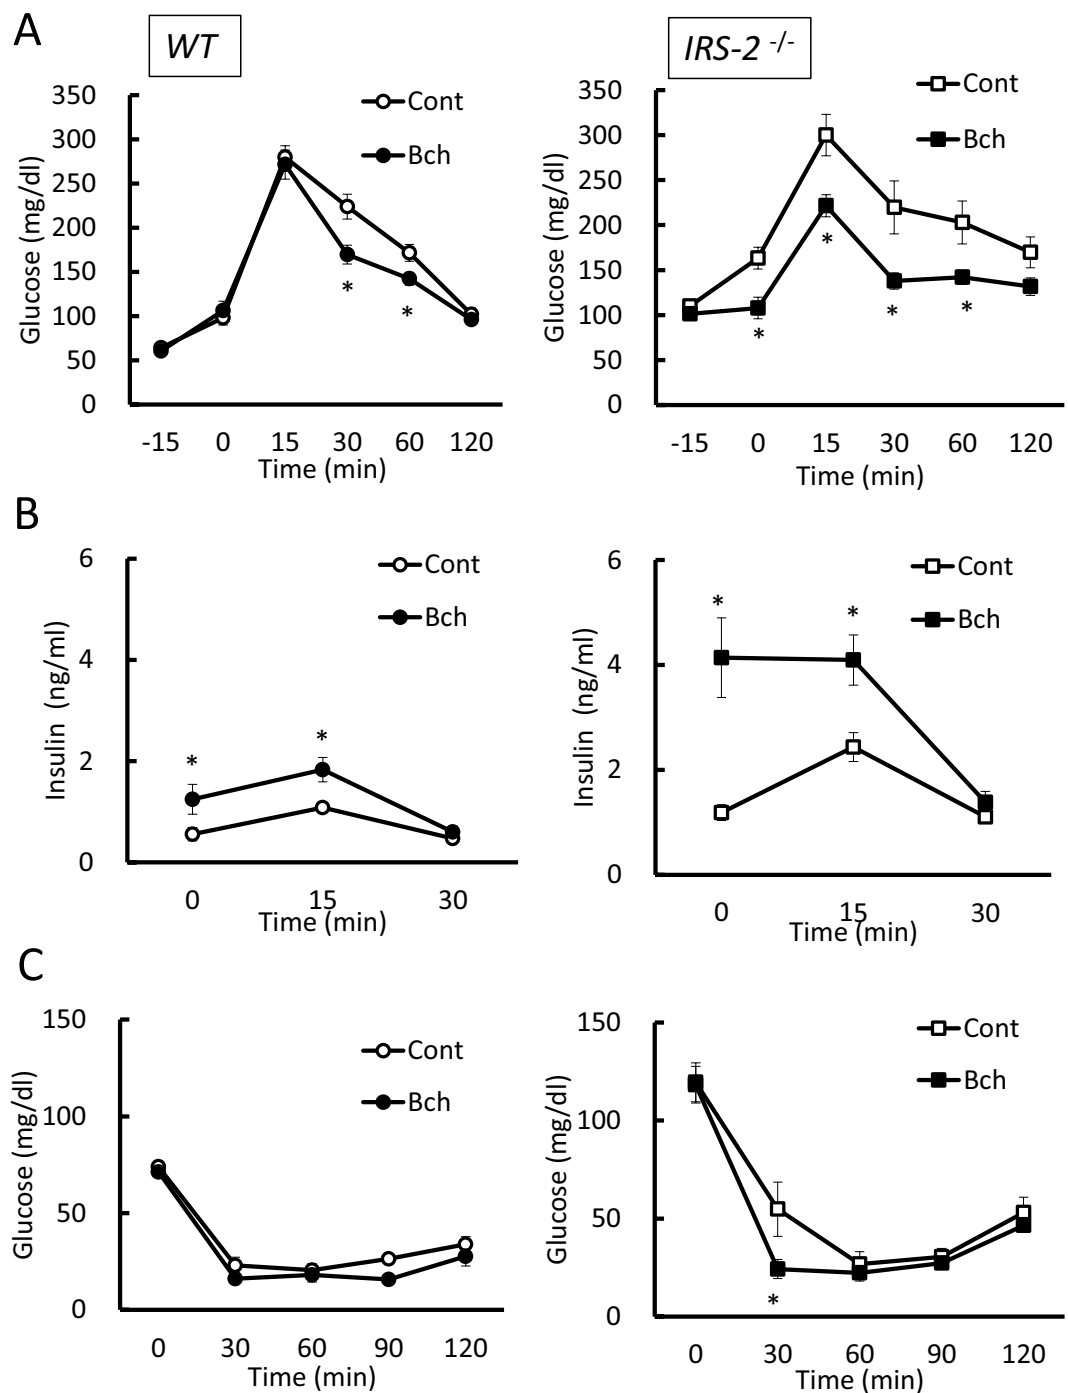 A
WT
IRS-2 -/-
Glucose (mg/dl)
350
300
250
200
150
100
50
0
Cont
Bch
*
*
-15 0 15 30 60 120
Time (min)
Glucose (mg/dl)
350
300
250
200
150
100
50
0
Cont
Bch
*
*
*
*
-15 0 15 30 60 120
Time (min)
B
Insulin (ng/ml)
6
4
2
0
Cont
Bch
*
*
0 15 30
Time (min)
Insulin (ng/ml)
6
4
2
0
Cont
Bch
*
*
0 15 30
Time (min)
C
Glucose (mg/dl)
150
100
50
0
Cont
Bch
0 30 60 90 120
Time (min)
Glucose (mg/dl)
150
100
50
0
Cont
Bch
*
0 30 60 90 120
Time (min)